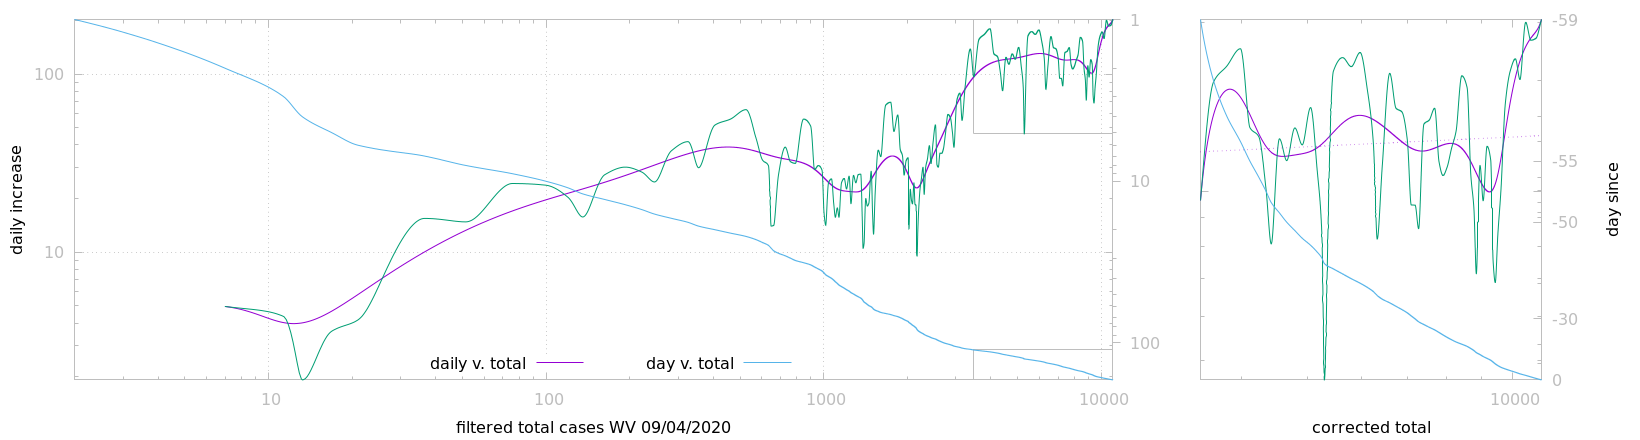 daily increase
100
10
daily v. total
day v. total
10
100
1000
10000
filtered total cases WV 09/04/2020
1
10
100
10000
corrected total
-59
-55
-50
-30
0
day since